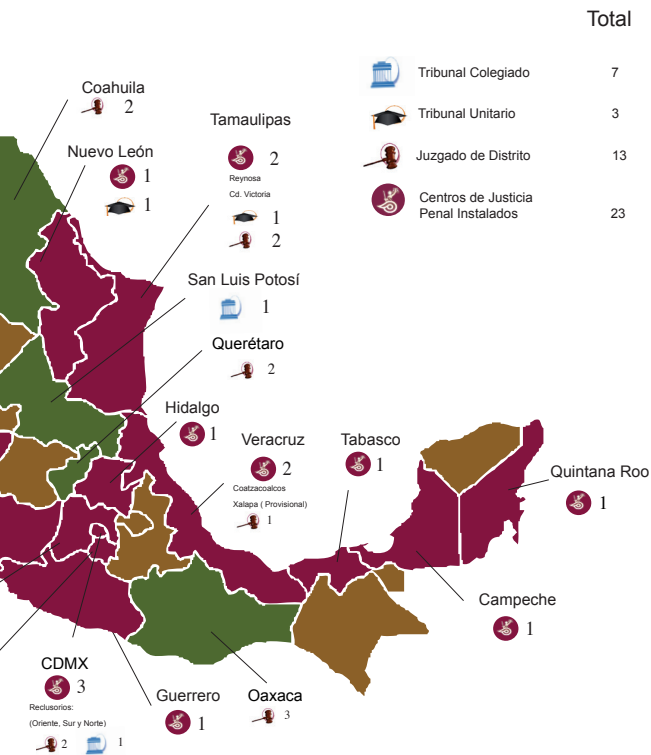 Total
Tribunal Colegiado 7
Tribunal Unitario 3
Juzgado de Distrito 13
Centros de Justicia
Penal Instalados 23
Coahuila
2
Nuevo León
1
1
Tamaulipas
2
Reynosa
Cd. Victoria
1
2
San Luis Potosí
1
Querétaro
2
Hidalgo
1
Veracruz
2
Coatzacoalcos
Xalapa ( Provisional)
1
Tabasco
1
Quintana Roo
1
Campeche
1
CDMX
3
Reclusorios:
(Oriente, Sur y Norte)
2 1
Guerrero
1
Oaxaca
3